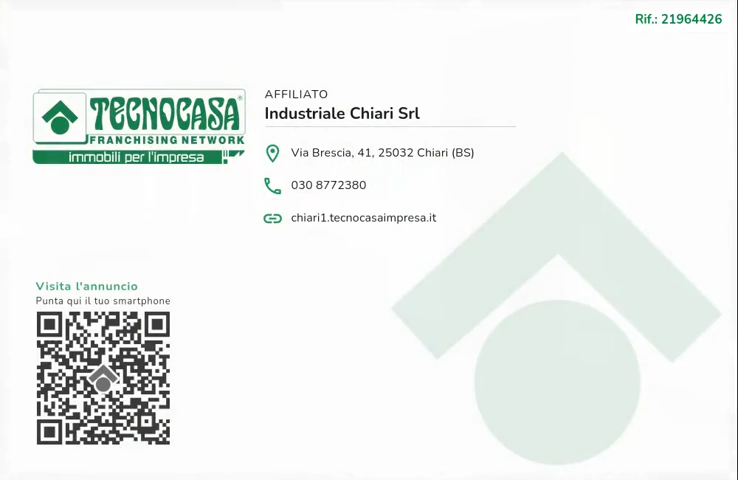 Rif.: 21964426
TECNOCASA®
FRANCHISING NETWORK
immobili per l'impresa
AFFILIATO
Industriale Chiari Srl
Via Brescia, 41, 25032 Chiari (BS)
030 8772380
chiari1.tecnocasaimpresa.it
Visita l'annuncio
Punta qui il tuo smartphone